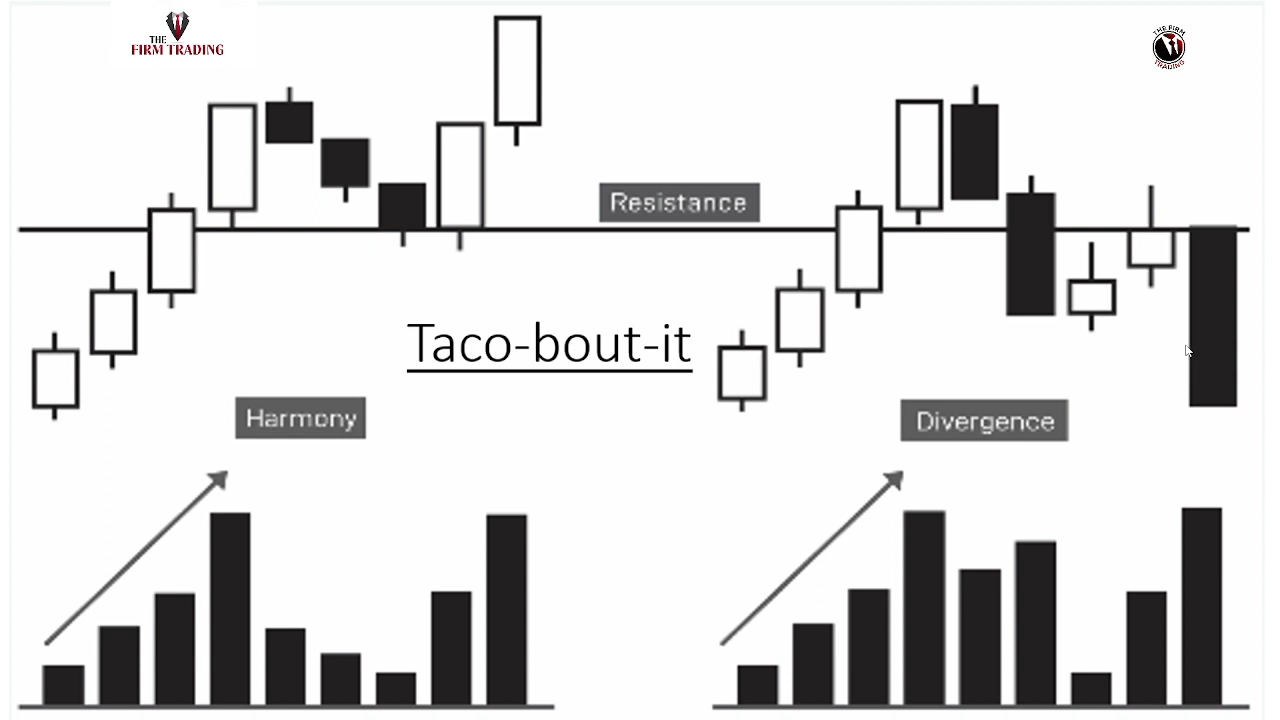 THE
FIRM TRADING
THE FIRM
TRADING
Resistance
Taco-bout-it
Harmony
Divergence